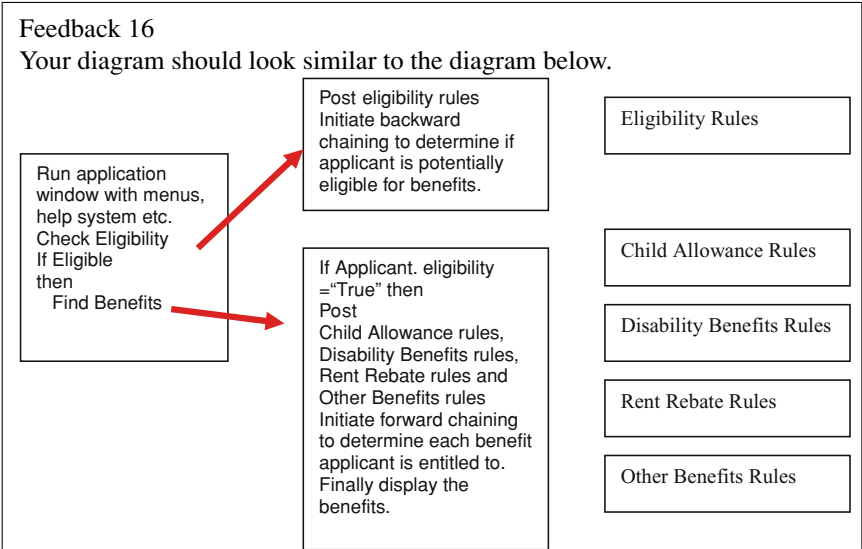 Feedback 16
Your diagram should look similar to the diagram below.
Run application
window with menus,
help system etc.
Check Eligibility
If Eligible
then
Find Benefits
Post eligibility rules
Initiate backward
chaining to determine if
applicant is potentially
eligible for benefits.
If Applicant. eligibility
=“True” then
Post
Child Allowance rules,
Disability Benefits rules,
Rent Rebate rules and
Other Benefits rules
Initiate forward chaining
to determine each benefit
applicant is entitled to.
Finally display the
benefits.
Eligibility Rules
Child Allowance Rules
Disability Benefits Rules
Rent Rebate Rules
Other Benefits Rules